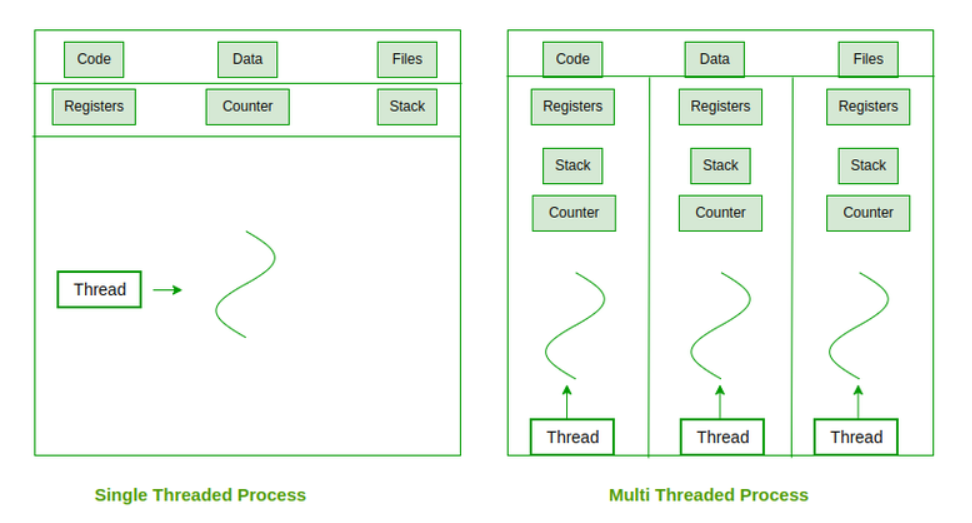 Code Data Files
Registers Counter Stack
Thread
Single Threaded Process
Code Data Files
Registers Registers Registers
Stack Stack Stack
Counter Counter Counter
Thread Thread Thread
Multi Threaded Process